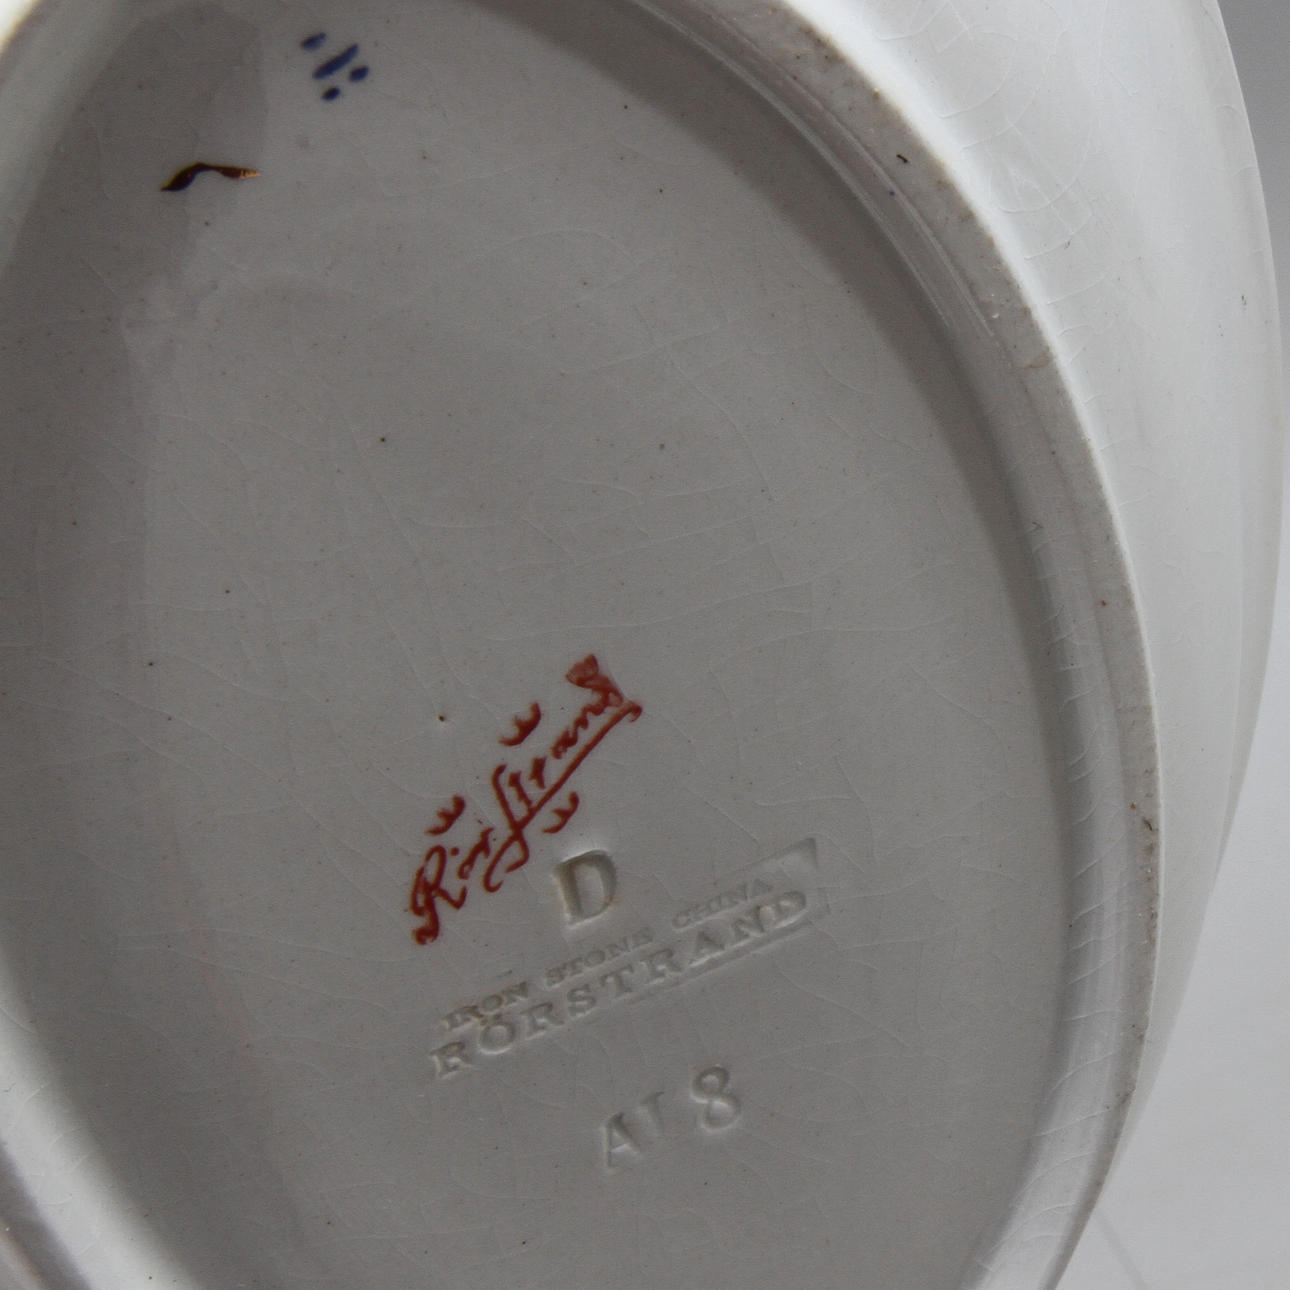 Rörstrand
D
IRON STONE CHINA
RÖRSTRAND
AI 8